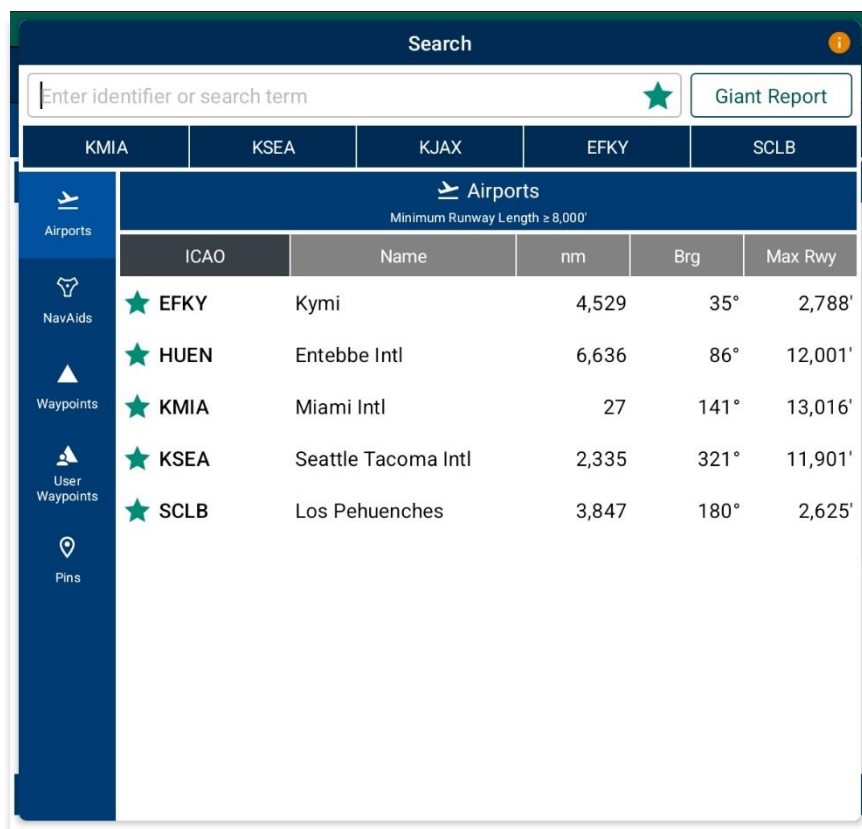 Search
Enter identifier or search term
Giant Report
KMIA KSEA KJAX EFKY SCLB
Airports
Minimum Runway Length ≥ 8,000'
Airports
NavAids
Waypoints
User
Waypoints
Pins
ICAO Name nm Brg Max Rwy
EFKY Kymi 4,529 35° 2,788'
HUEN Entebbe Intl 6,636 86° 12,001'
KMIA Miami Intl 27 141° 13,016'
KSEA Seattle Tacoma Intl 2,335 321° 11,901'
SCLB Los Pehuenches 3,847 180° 2,625'